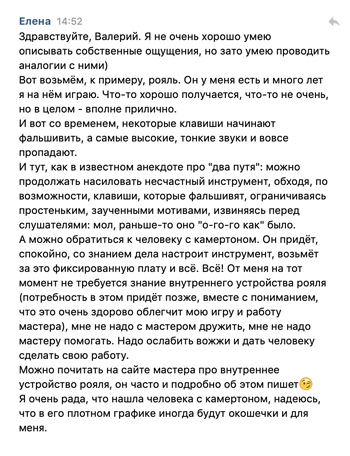 Елена 14:52
Здравствуйте, Валерий. Я не очень хорошо умею
описывать собственные ощущения, но зато умею проводить
аналогии с ними)
Вот возьмём, к примеру, рояль. Он у меня есть и много лет
я на нём играю. Что-то хорошо получается, что-то не очень,
но в целом - вполне прилично.
И вот со временем, некоторые клавиши начинают
фальшивить, а самые высокие, тонкие звуки и вовсе
пропадают.
И тут, как в известном анекдоте про "два путя": можно
продолжать насиловать несчастный инструмент, обходя, по
возможности, клавиши, которые фальшивят, ограничиваясь
простенькими, заученными мотивами, извиняясь перед
слушателями: мол, раньше-то оно "о-го-го как" было.
А можно обратиться к человеку с камертоном. Он придёт,
спокойно, со знанием дела настроит инструмент, возьмёт
за это фиксированную плату и всё. Всё! От меня на тот
момент не требуется знание внутреннего устройства рояля
(потребность в этом придёт позже, вместе с пониманием,
что это очень здорово облегчит мою игру и работу
мастера), мне не надо с мастером дружить, мне не надо
мастеру помогать. Надо ослабить вожжи и дать человеку
сделать свою работу.
Можно почитать на сайте мастера про внутреннее
устройство рояля, он часто и подробно об этом пишет😉
Я очень рада, что нашла человека с камертоном, надеюсь,
что в его плотном графике иногда будут окошечки и для
меня.